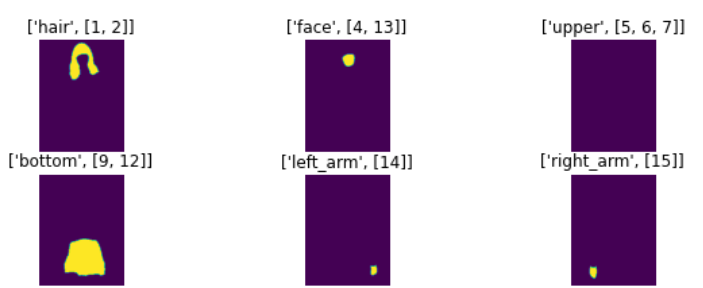 ['hair', [1, 2]]
['face', [4, 13]]
['upper', [5, 6, 7]]
['bottom', [9, 12]]
['left_arm', [14]]
['right_arm', [15]]